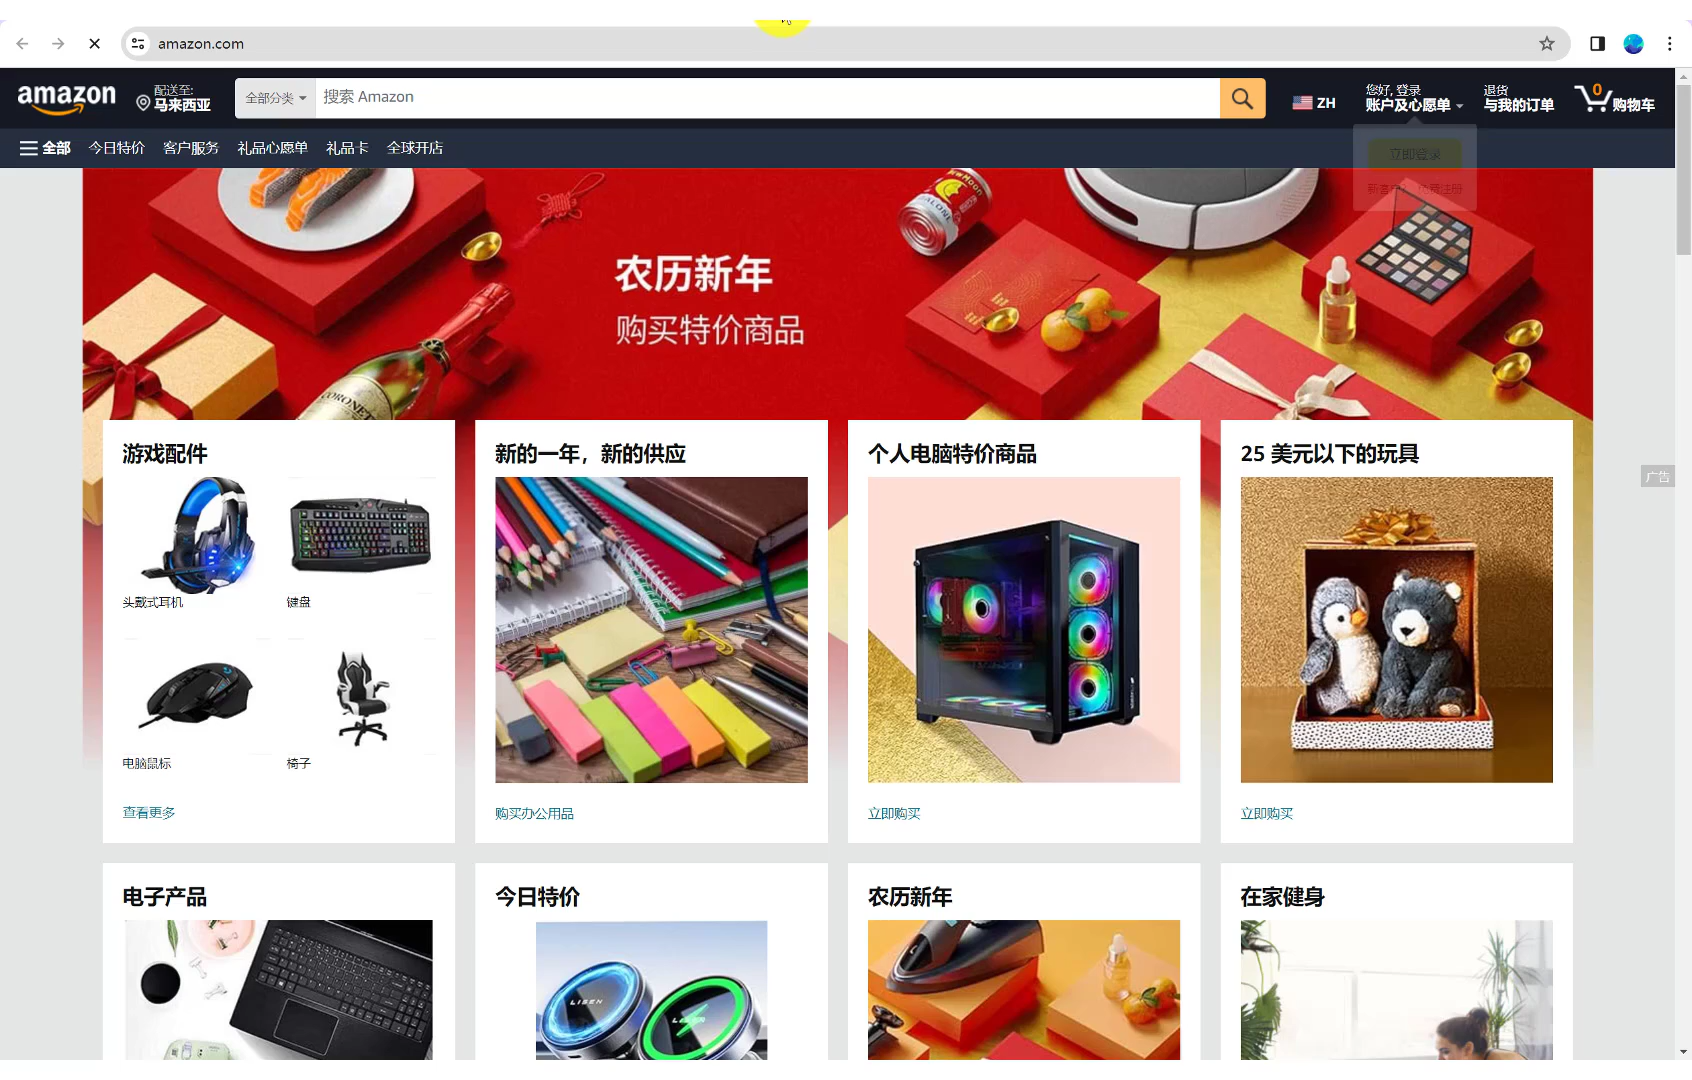 amazon.com
amazon
配送至:
马来西亚
全部分类
搜索 Amazon
ZH
您好, 登录
账户及心愿单
退货
与我的订单
0
购物车
全部
今日特价
客户服务
礼品心愿单
礼品卡
全球开店
立即登录
农历新年
购买特价商品
CORONET
游戏配件
头戴式耳机
键盘
电脑鼠标
椅子
查看更多
新的一年，新的供应
购买办公用品
个人电脑特价商品
立即购买
25 美元以下的玩具
立即购买
广告
电子产品
今日特价
LISEN
农历新年
在家健身